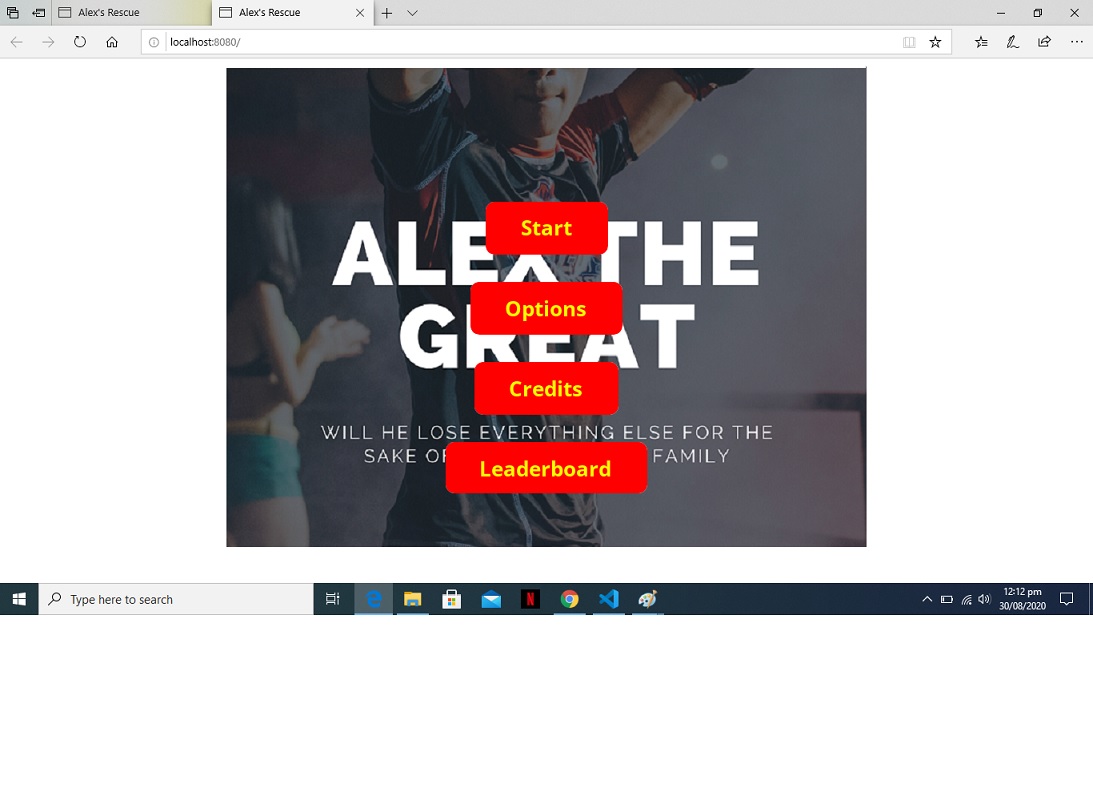 Alex's Rescue
Alex's Rescue
localhost:8080/
Start
ALEX THE
Options
GREAT
Credits
WILL HE LOSE EVERYTHING ELSE FOR THE
SAKE OF FAMILY
Leaderboard
Type here to search
N
12:12 pm
30/08/2020